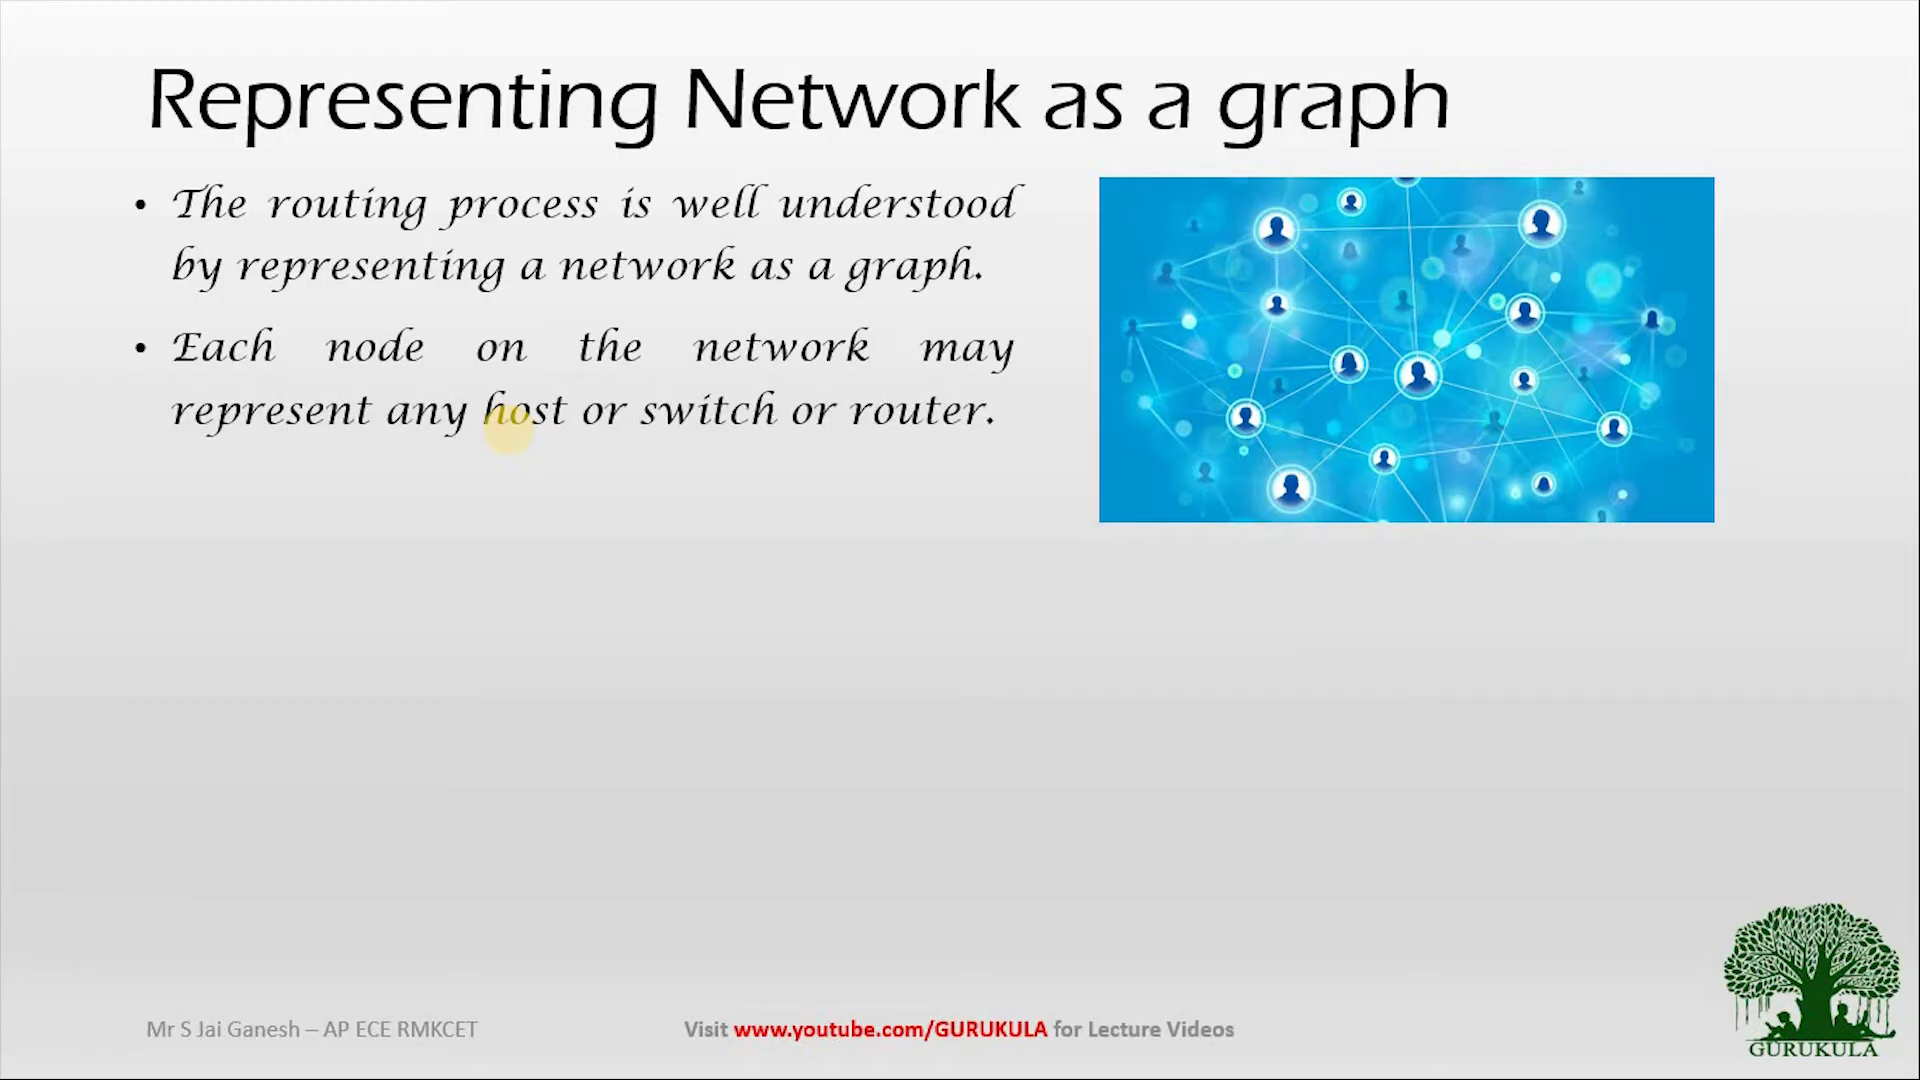 Representing Network as a graph
• The routing process is well understood
by representing a network as a graph.
• Each node on the network may
represent any host or switch or router.
Mr S Jai Ganesh – AP ECE RMKCET
Visit www.youtube.com/GURUKULA for Lecture Videos
GURUKULA